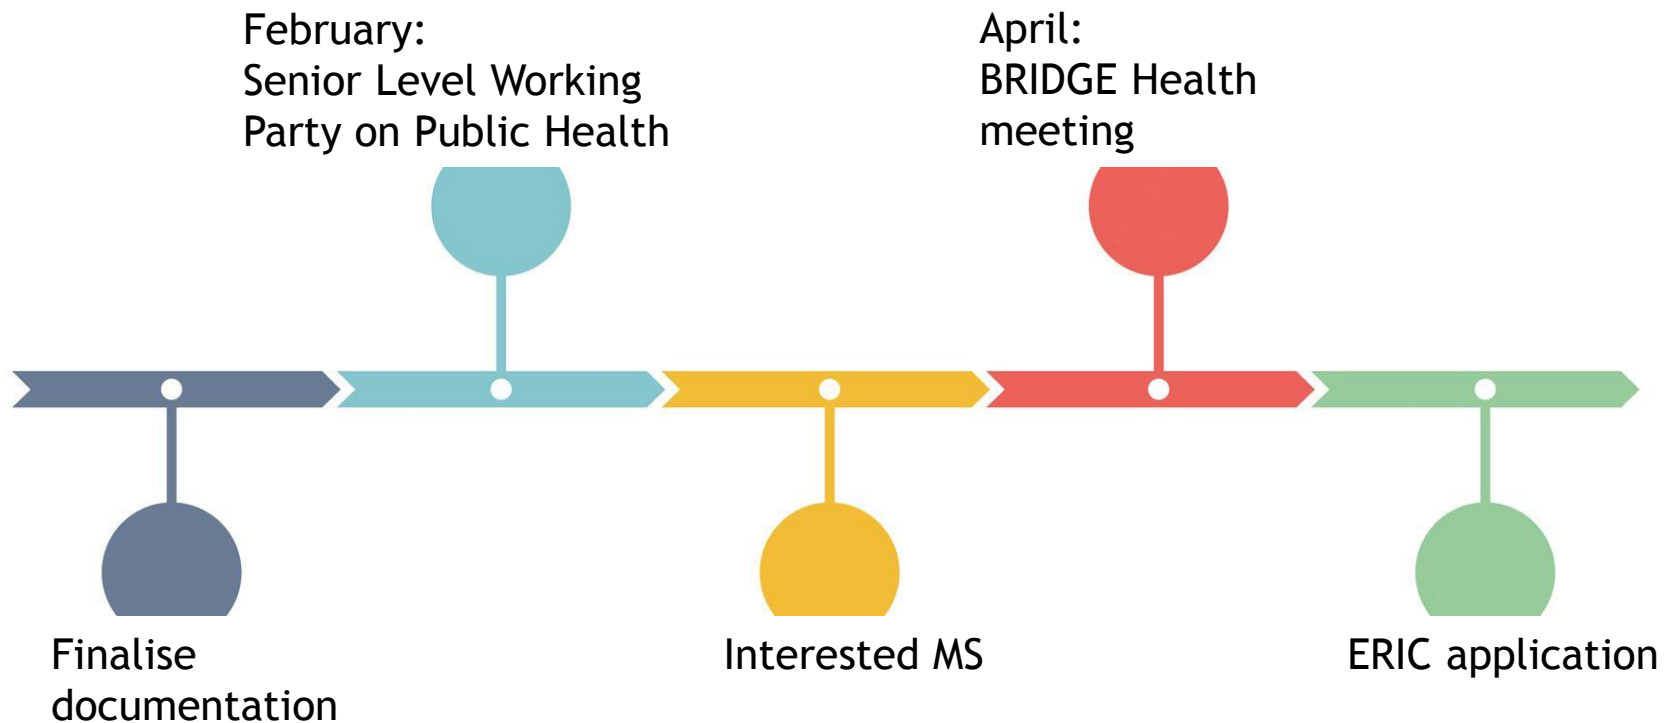 February:
Senior Level Working
Party on Public Health
April:
BRIDGE Health
meeting
Finalise
documentation
Interested MS
ERIC application